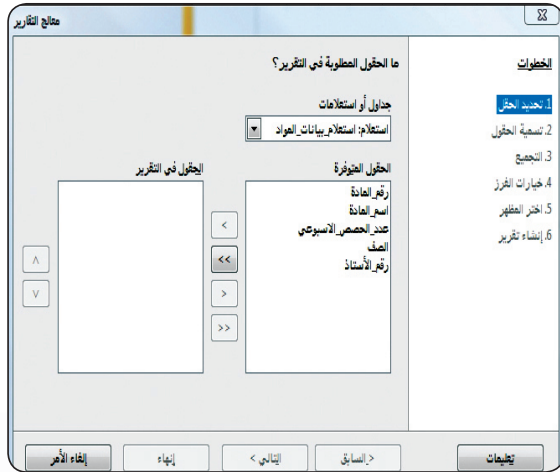 معالج التقارير
الخطوات
1. تحديد الحقل
2. تسمية الحقول
3. التجميع
4. خيارات الفرز
5. اختر المظهر
6. إنشاء تقرير
ما الحقول المطلوبة في التقرير؟
جداول أو استعلامات
استعلام: استعلام_بيانات_المواد
الحقول المتوفرة
رقم_المادة
اسم_المادة
عدد_الحصص_الاسبوعي
الصف
رقم_الأستاذ
الحقول في التقرير
>
>>
<
<<
تعليمات
< السابق
التالي >
إنهاء
إلغاء الأمر